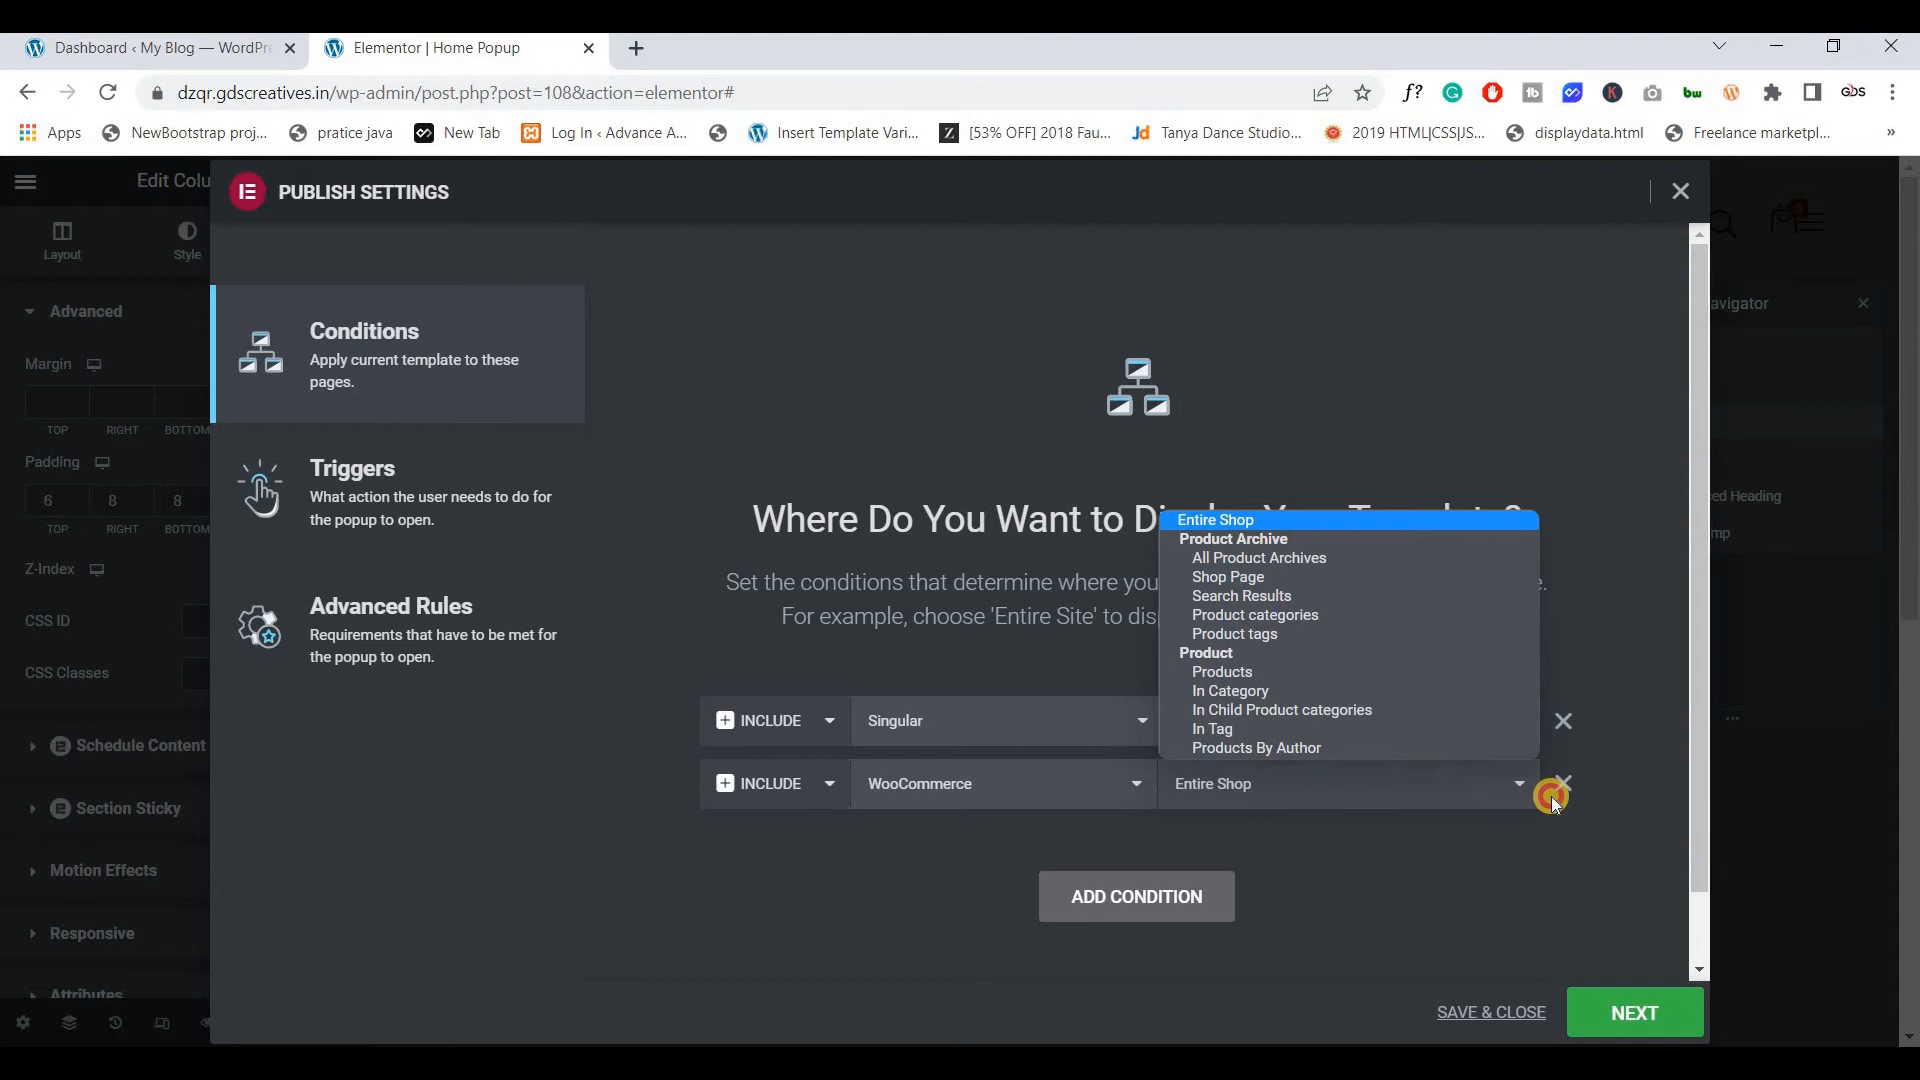 Dashboard ‹ My Blog — WordPre
Elementor | Home Popup
dzqr.gdscreatives.in/wp-admin/post.php?post=108&action=elementor#
Apps
NewBootstrap proj...
pratice java
New Tab
Log In ‹ Advance A...
Insert Template Vari...
[53% OFF] 2018 Fau...
Tanya Dance Studio...
2019 HTML|CSS|JS...
displaydata.html
Freelance marketpl...
»
Edit Colu
PUBLISH SETTINGS
Layout
Style
Advanced
Margin
TOP
RIGHT
BOTTOM
Padding
6
8
8
TOP
RIGHT
BOTTOM
Z-Index
CSS ID
CSS Classes
Schedule Content
Section Sticky
Motion Effects
Responsive
Attributes
Conditions
Apply current template to these
pages.
Triggers
What action the user needs to do for
the popup to open.
Advanced Rules
Requirements that have to be met for
the popup to open.
Where Do You Want to Di
Set the conditions that determine where you
For example, choose 'Entire Site' to dis
Entire Shop
Product Archive
All Product Archives
Shop Page
Search Results
Product categories
Product tags
Product
Products
In Category
In Child Product categories
In Tag
Products By Author
INCLUDE
Singular
INCLUDE
WooCommerce
Entire Shop
ADD CONDITION
SAVE & CLOSE
NEXT
avigator
ed Heading
mp